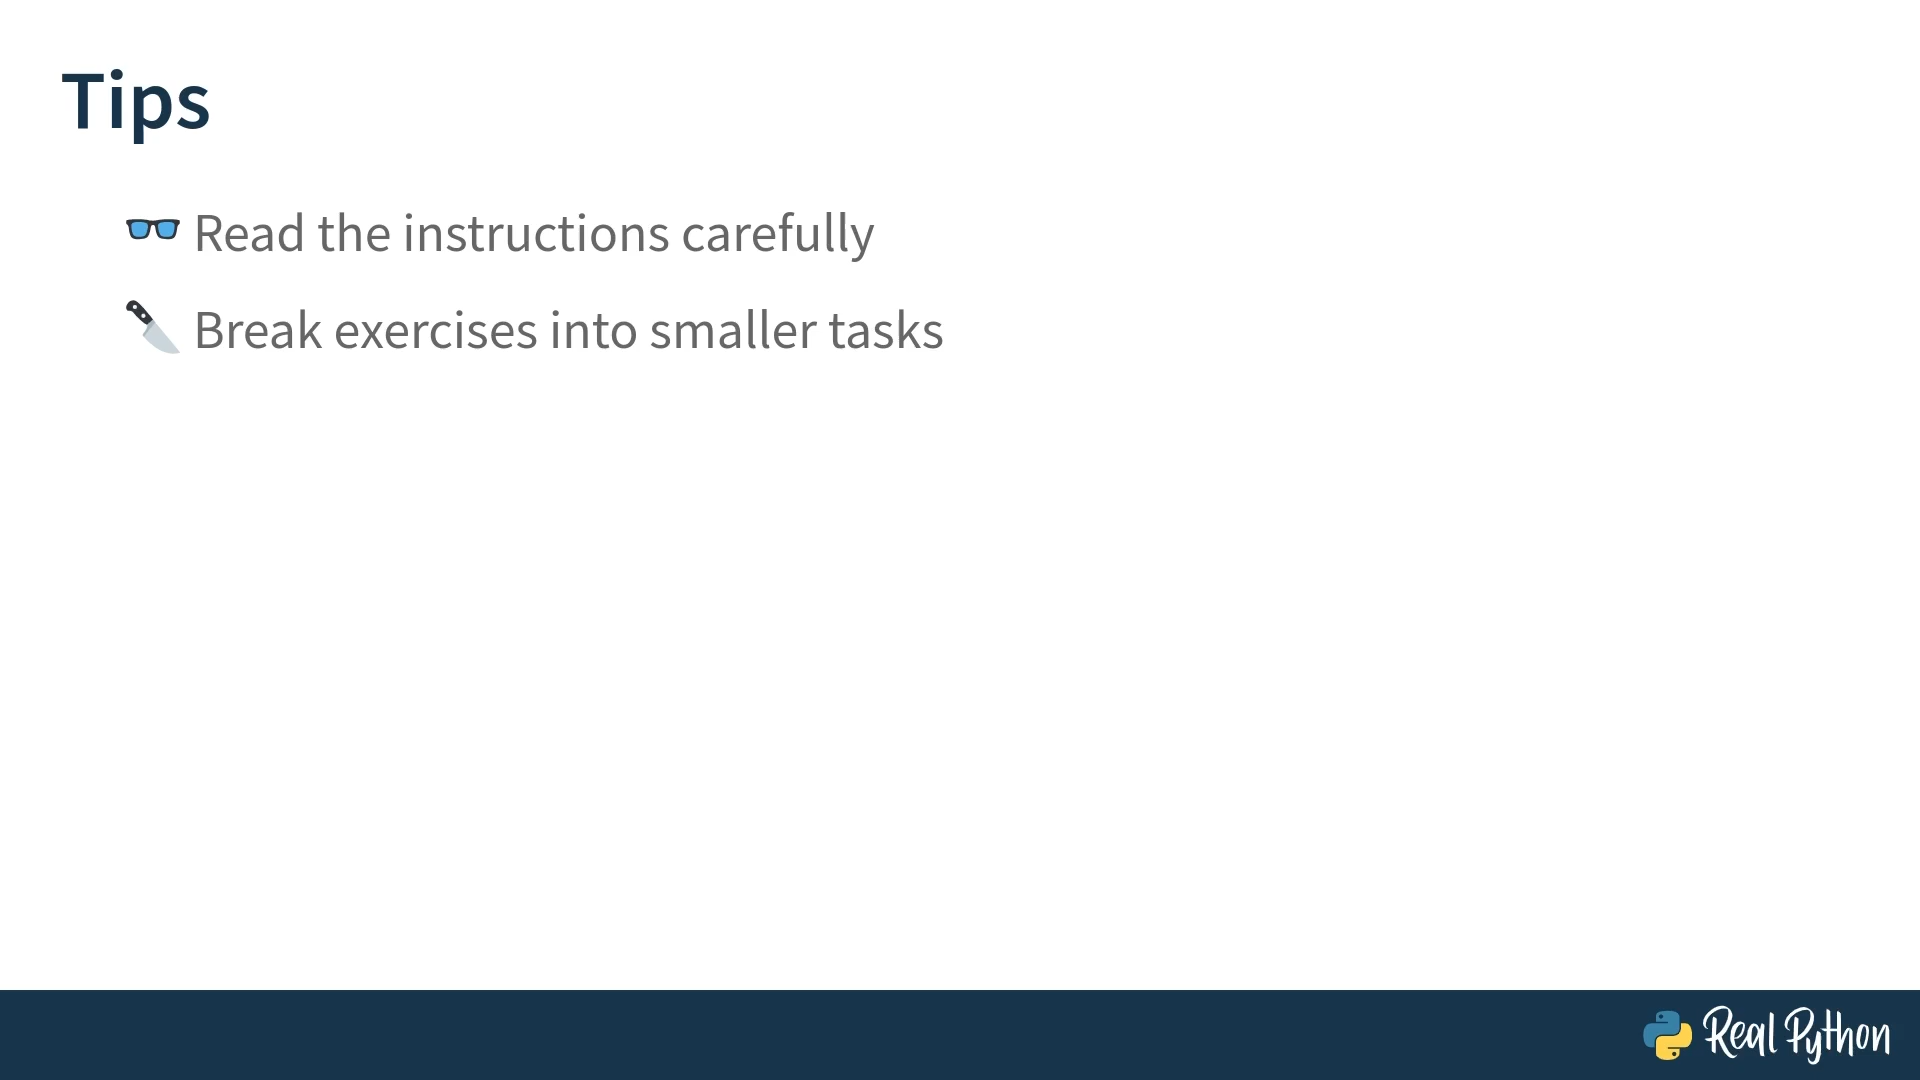 Tips
👓 Read the instructions carefully
🔪 Break exercises into smaller tasks
Real Python